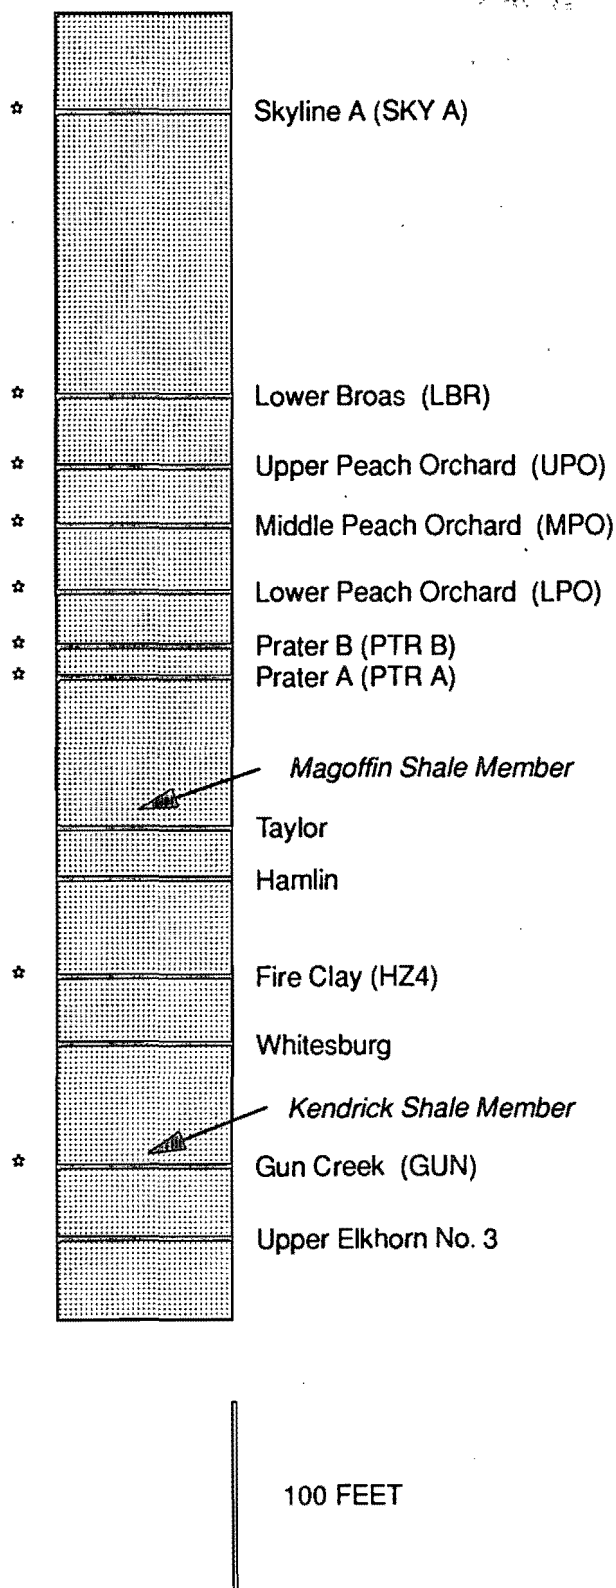 Skyline A (SKY A)
Lower Broas (LBR)
Upper Peach Orchard (UPO)
Middle Peach Orchard (MPO)
Lower Peach Orchard (LPO)
Prater B (PTR B)
Prater A (PTR A)
Magoffin Shale Member
Taylor
Hamlin
Fire Clay (HZ4)
Whitesburg
Kendrick Shale Member
Gun Creek (GUN)
Upper Elkhorn No. 3
100 FEET